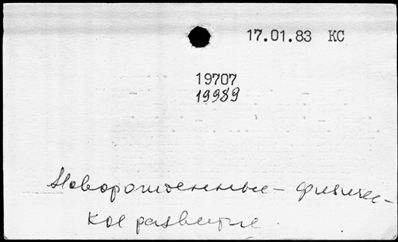 17.01.83 КС
19707
19989
Новорожденные - физичес-
кое развитие.